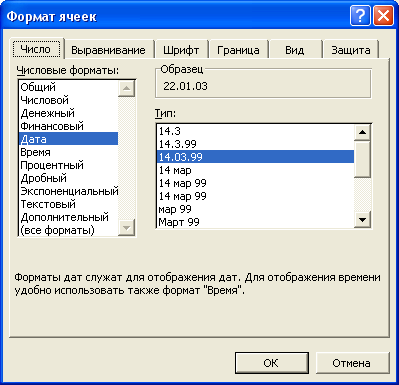 Формат ячеек
Число Выравнивание Шрифт Граница Вид Защита
Числовые форматы:
Общий
Числовой
Денежный
Финансовый
Дата
Время
Процентный
Дробный
Экспоненциальный
Текстовый
Дополнительный
(все форматы)
Образец
22.01.03
Тип:
14.3
14.3.99
14.03.99
14 мар
14 мар 99
14 мар 99
мар 99
Март 99
Форматы дат служат для отображения дат. Для отображения времени
удобно использовать также формат "Время".
ОК Отмена